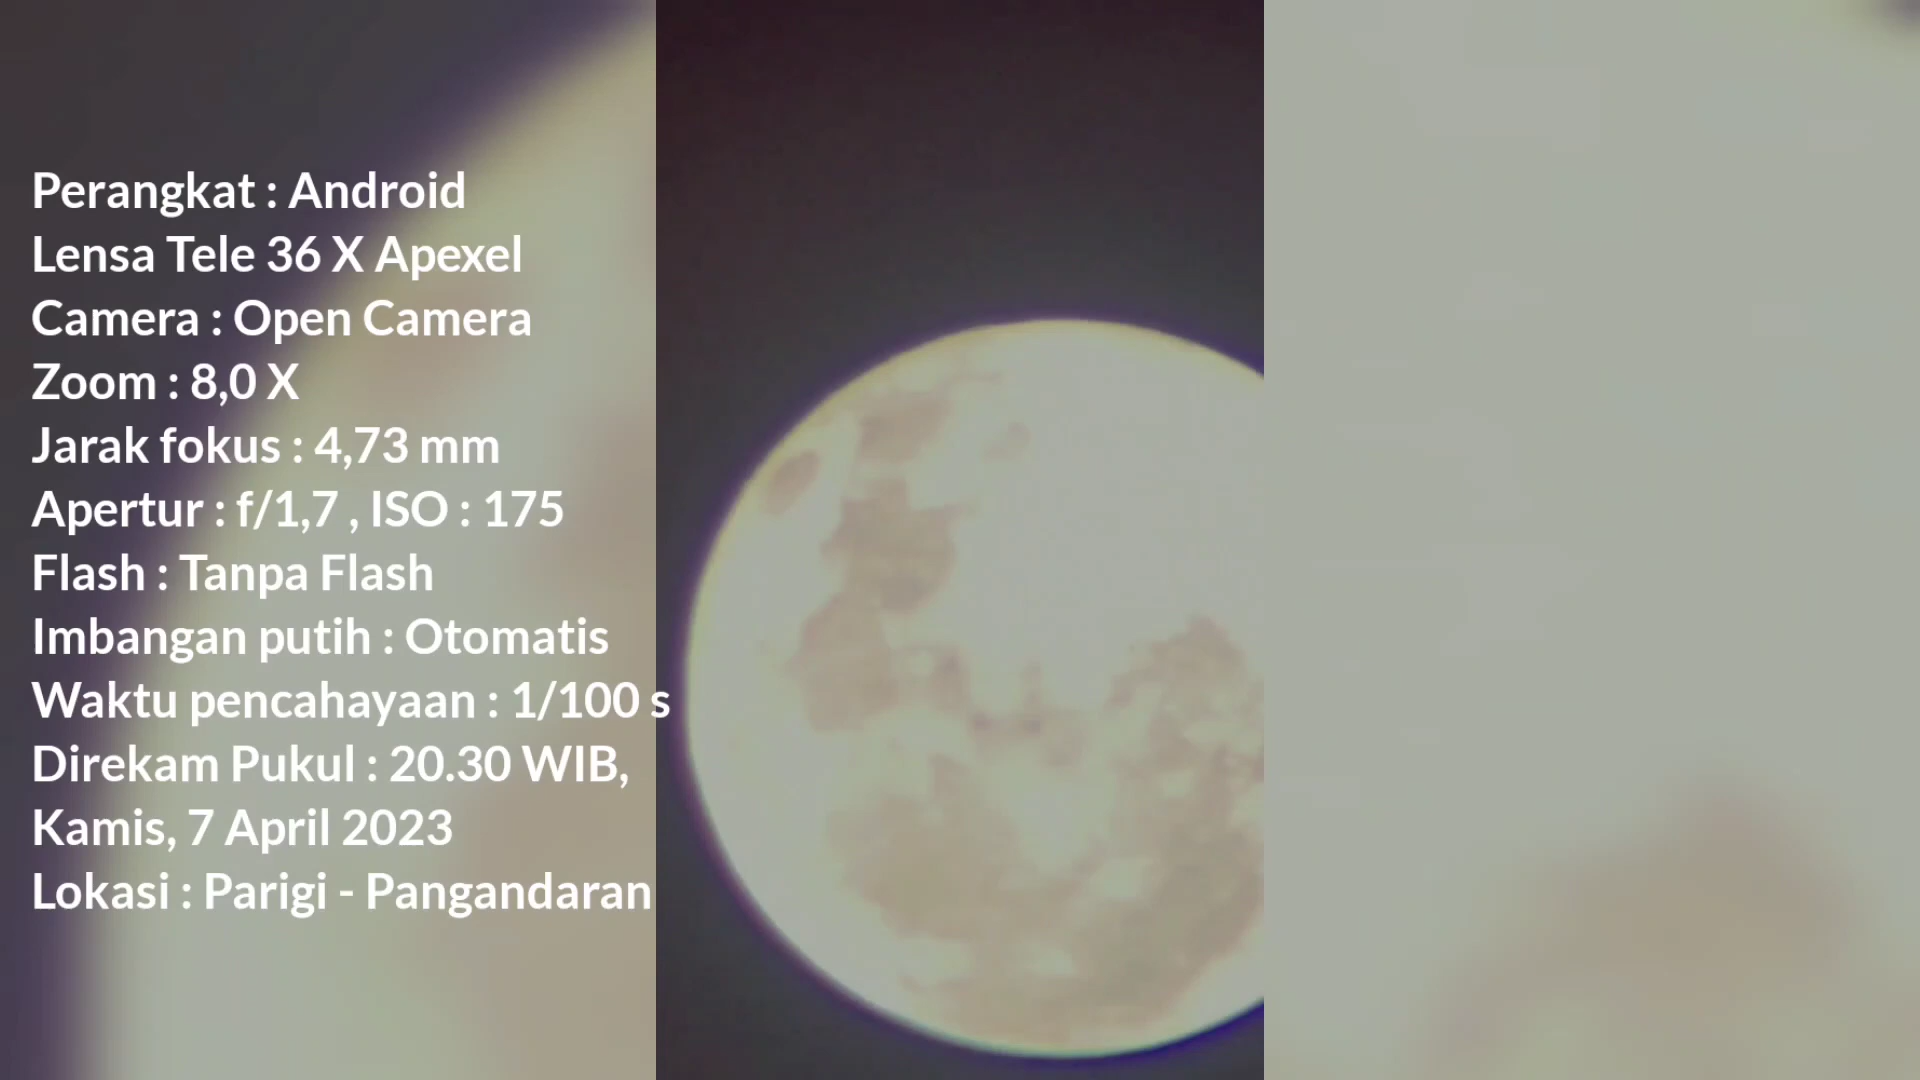 Perangkat : Android
Lensa Tele 36 X Apexel
Camera : Open Camera
Zoom : 8,0 X
Jarak fokus : 4,73 mm
Apertur : f/1,7 , ISO : 175
Flash : Tanpa Flash
Imbangan putih : Otomatis
Waktu pencahayaan : 1/100 s
Direkam Pukul : 20.30 WIB,
Kamis, 7 April 2023
Lokasi : Parigi - Pangandaran